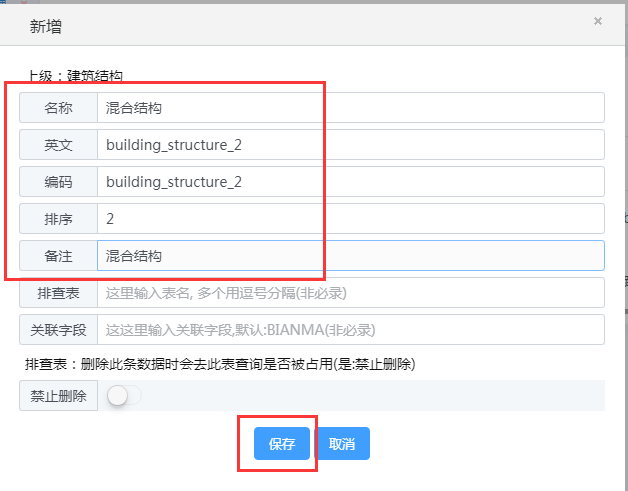 新增
×
上级：建筑结构
名称 混合结构
英文 building_structure_2
编码 building_structure_2
排序 2
备注 混合结构
排查表 这里输入表名, 多个用逗号分隔(非必录)
关联字段 这这里输入关联字段,默认:BIANMA(非必录)
排查表：删除此条数据时会去此表查询是否被占用(是:禁止删除)
禁止删除
保存 取消